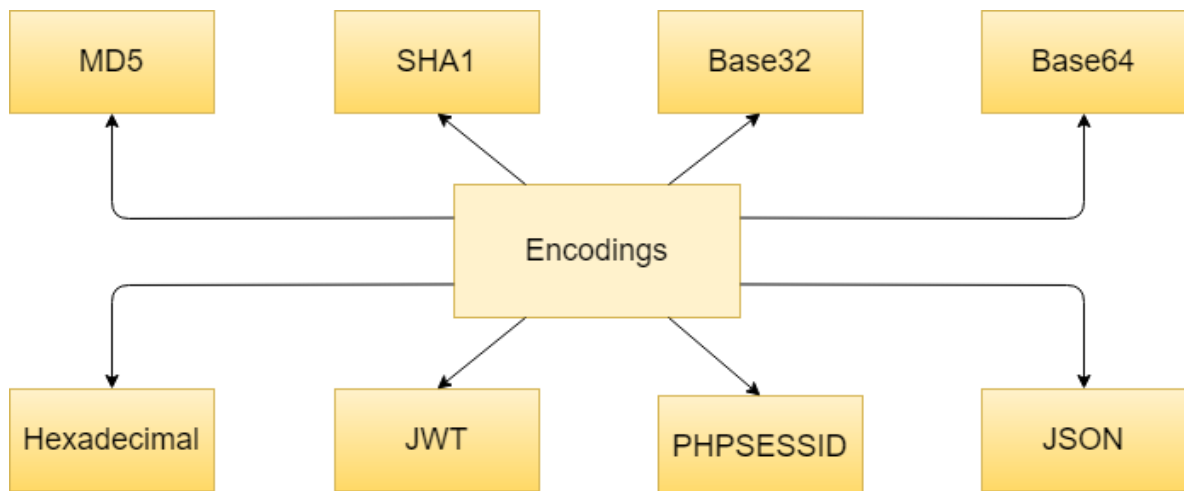 MD5
SHA1
Base32
Base64
Encodings
Hexadecimal
JWT
PHPSESSID
JSON